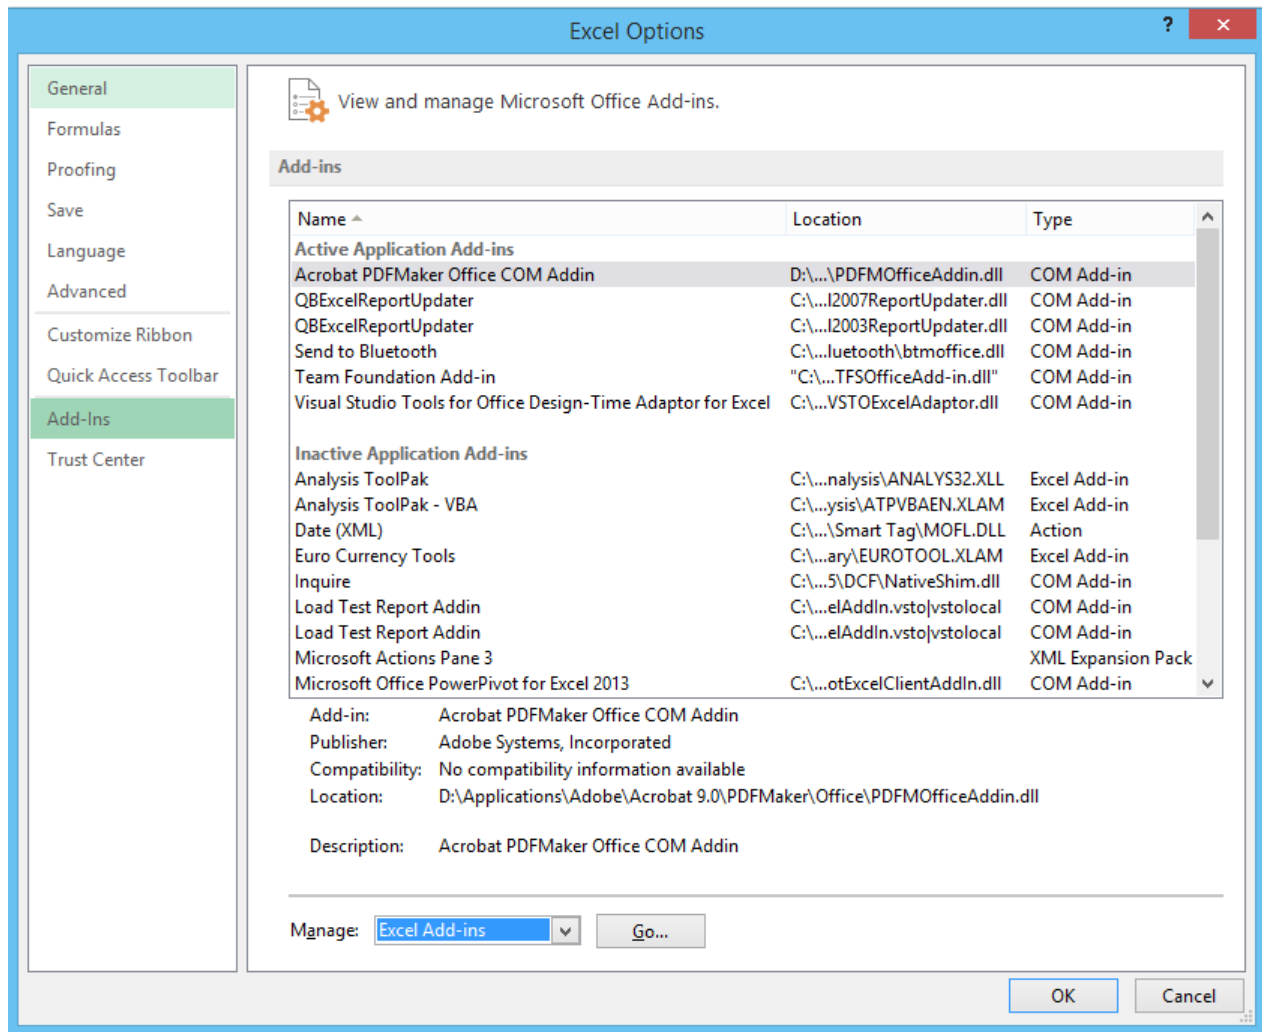 Excel Options
?
General
Formulas
Proofing
Save
Language
Advanced
Customize Ribbon
Quick Access Toolbar
Add-Ins
Trust Center
View and manage Microsoft Office Add-ins.
Add-ins
Name Location Type
Active Application Add-ins
Acrobat PDFMaker Office COM Addin D:\...\PDFMOfficeAddin.dll COM Add-in
QBExcelReportUpdater C:\...l2007ReportUpdater.dll COM Add-in
QBExcelReportUpdater C:\...l2003ReportUpdater.dll COM Add-in
Send to Bluetooth C:\...luetooth\btmoffice.dll COM Add-in
Team Foundation Add-in "C:\...TFSOfficeAdd-in.dll" COM Add-in
Visual Studio Tools for Office Design-Time Adaptor for Excel C:\...VSTOExcelAdaptor.dll COM Add-in
Inactive Application Add-ins
Analysis ToolPak C:\...nalysis\ANALYS32.XLL Excel Add-in
Analysis ToolPak - VBA C:\...ysis\ATPVBAEN.XLAM Excel Add-in
Date (XML) C:\...\Smart Tag\MOFL.DLL Action
Euro Currency Tools C:\...ary\EUROTOOL.XLAM Excel Add-in
Inquire C:\...5\DCF\NativeShim.dll COM Add-in
Load Test Report Addin C:\...elAddIn.vsto|vstolocal COM Add-in
Load Test Report Addin C:\...elAddIn.vsto|vstolocal COM Add-in
Microsoft Actions Pane 3 XML Expansion Pack
Microsoft Office PowerPivot for Excel 2013 C:\...otExcelClientAddIn.dll COM Add-in
Add-in: Acrobat PDFMaker Office COM Addin
Publisher: Adobe Systems, Incorporated
Compatibility: No compatibility information available
Location: D:\Applications\Adobe\Acrobat 9.0\PDFMaker\Office\PDFMOfficeAddin.dll
Description: Acrobat PDFMaker Office COM Addin
Manage: Excel Add-ins Go...
OK Cancel